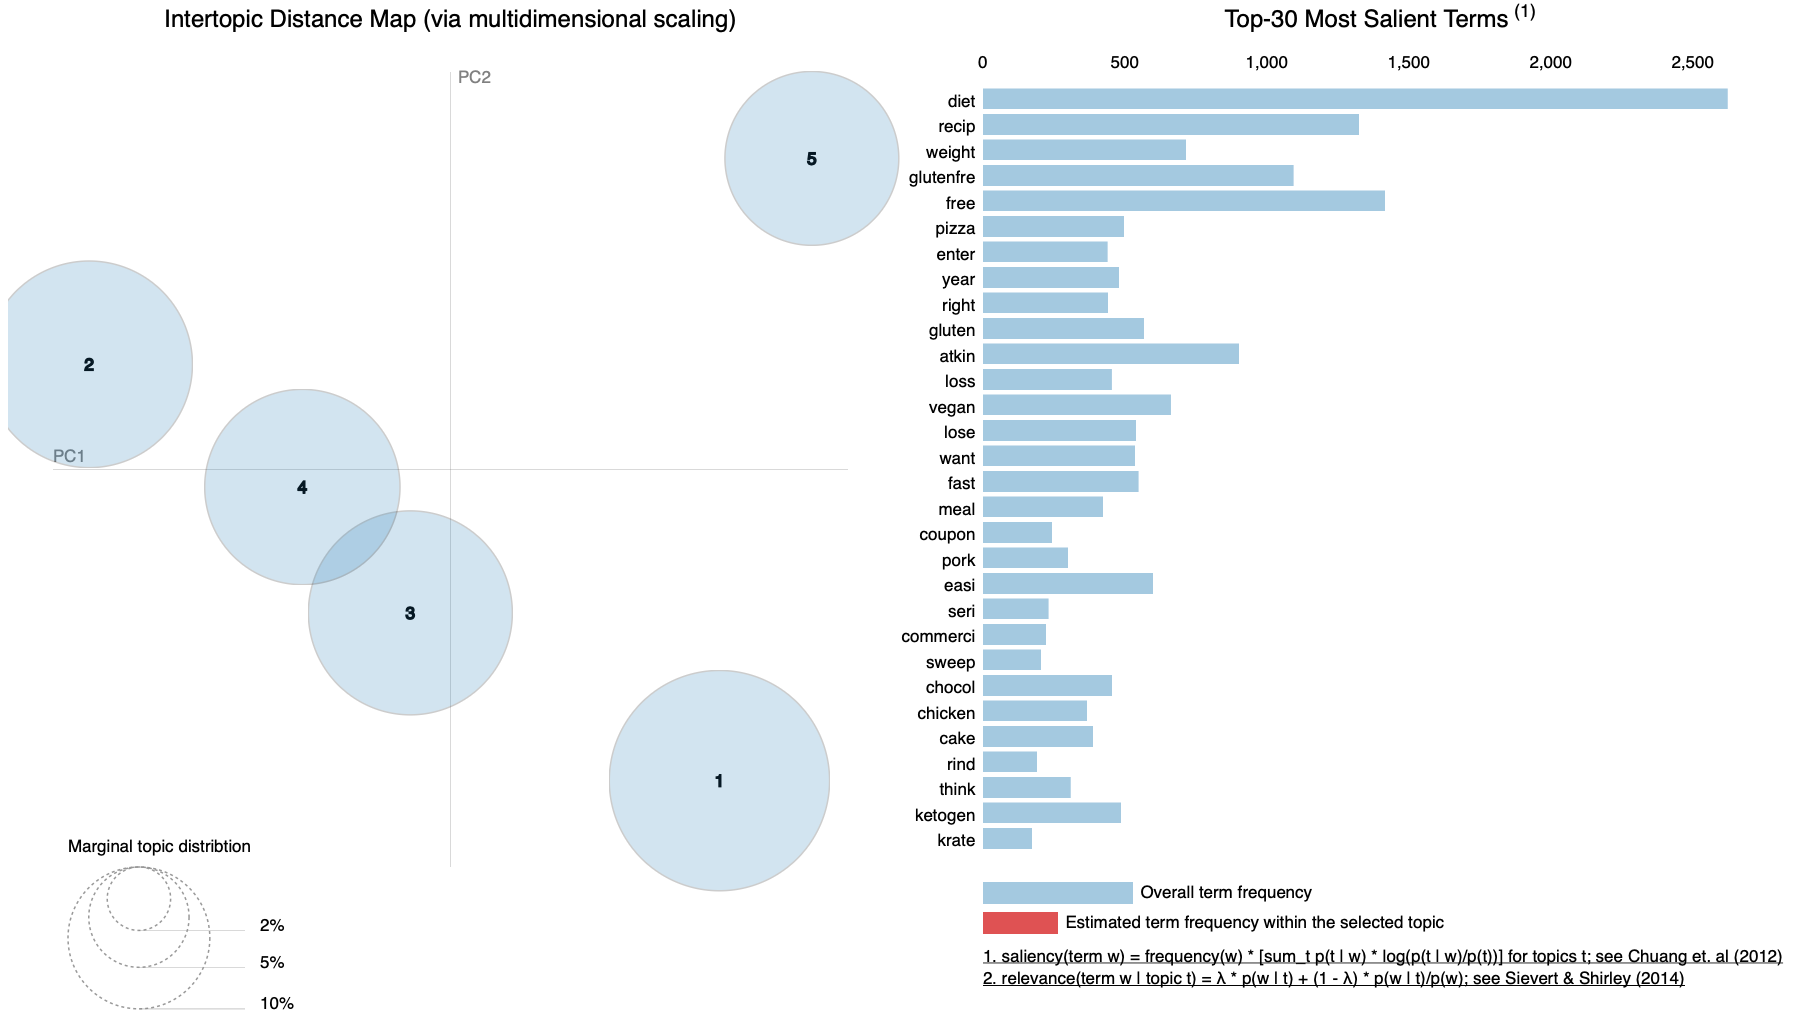 Intertopic Distance Map (via multidimensional scaling)
PC2
5
2
PC1
4
3
1
Marginal topic distribtion
2%
5%
10%
Top-30 Most Salient Terms (1)
0 500 1,000 1,500 2,000 2,500
diet
recip
weight
glutenfre
free
pizza
enter
year
right
gluten
atkin
loss
vegan
lose
want
fast
meal
coupon
pork
easi
seri
commerci
sweep
chocol
chicken
cake
rind
think
ketogen
krate
Overall term frequency
Estimated term frequency within the selected topic
1. saliency(term w) = frequency(w) * [sum_t p(t | w) * log(p(t | w)/p(t))] for topics t; see Chuang et. al (2012)
2. relevance(term w | topic t) = λ * p(w | t) + (1 - λ) * p(w | t)/p(w); see Sievert & Shirley (2014)